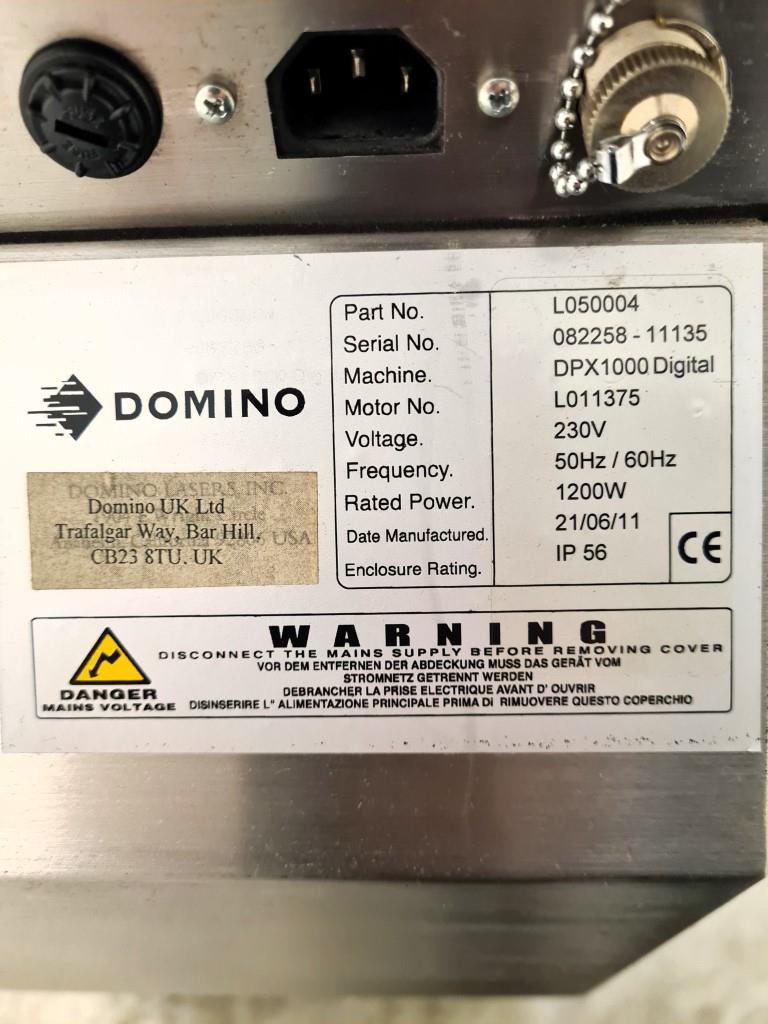 DOMINO
DOMINO LASERS, INC.
Domino UK Ltd
Trafalgar Way, Bar Hill,
CB23 8TU. UK
USA
Part No. L050004
Serial No. 082258 - 11135
Machine. DPX1000 Digital
Motor No. L011375
Voltage. 230V
Frequency. 50Hz / 60Hz
Rated Power. 1200W
Date Manufactured. 21/06/11
Enclosure Rating. IP 56
CE
WARNING
DISCONNECT THE MAINS SUPPLY BEFORE REMOVING COVER
VOR DEM ENTFERNEN DER ABDECKUNG MUSS DAS GERÄT VOM
STROMNETZ GETRENNT WERDEN
DEBRANCHER LA PRISE ELECTRIQUE AVANT D' OUVRIR
DISINSERIRE L" ALIMENTAZIONE PRINCIPALE PRIMA Di RIMUOVERE QUESTO COPERCHIO
DANGER
MAINS VOLTAGE